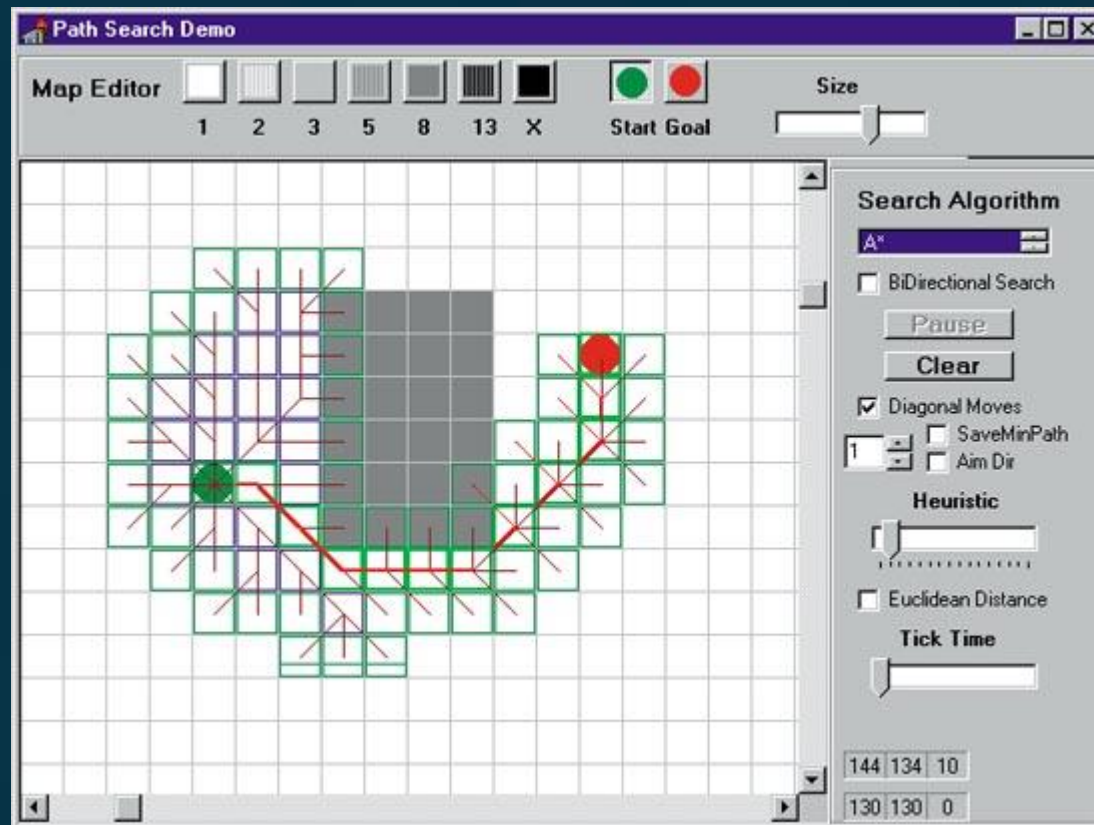 Path Search Demo
Map Editor
1 2 3 5 8 13 X
Start Goal
Size
Search Algorithm
A*
BiDirectional Search
Pause
Clear
Diagonal Moves
1
SaveMinPath
Aim Dir
Heuristic
Euclidean Distance
Tick Time
144 134 10
130 130 0